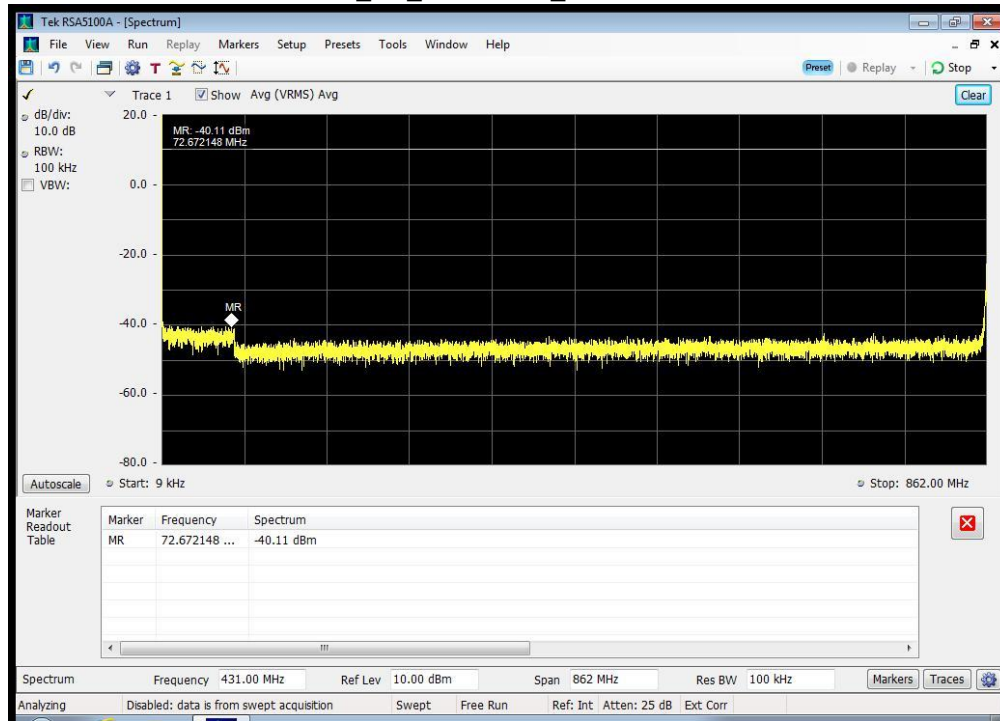 Tek RSA5100A - [Spectrum]
File View Run Replay Markers Setup Presets Tools Window Help
T Preset Replay Stop
Trace 1 Show Avg (VRMS) Avg Clear
dB/div:
10.0 dB
RBW:
100 kHz
VBW:
20.0
MR: -40.11 dBm
72.672148 MHz
0.0
-20.0
MR
-40.0
-60.0
-80.0
Autoscale Start: 9 kHz Stop: 862.00 MHz
Marker
Readout
Table
Marker Frequency Spectrum
MR 72.672148 ... -40.11 dBm
Spectrum Frequency 431.00 MHz Ref Lev 10.00 dBm Span 862 MHz Res BW 100 kHz Markers Traces
Analyzing Disabled: data is from swept acquisition Swept Free Run Ref: Int Atten: 25 dB Ext Corr